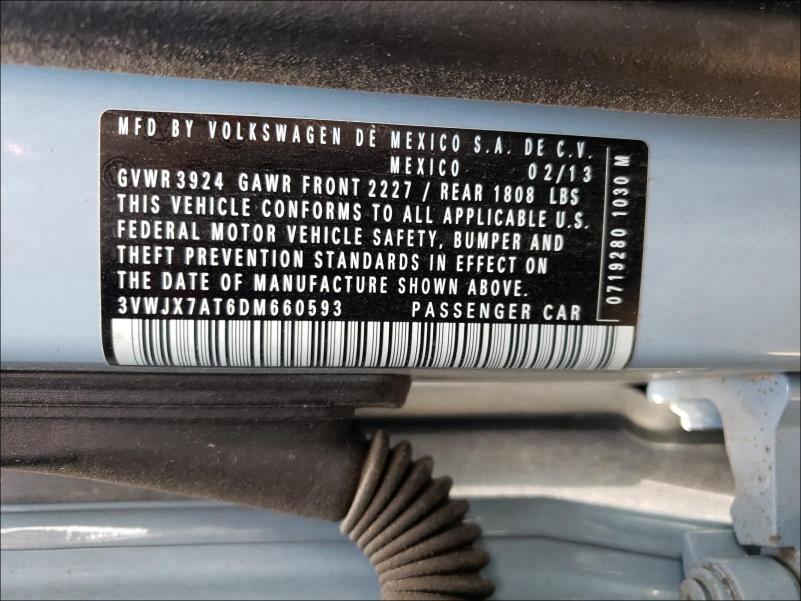 MFD BY VOLKSWAGEN DE MEXICO S.A. DE C.V.
MEXICO 02/13
GVWR 3924 GAWR FRONT 2227 / REAR 1808 LBS
THIS VEHICLE CONFORMS TO ALL APPLICABLE U.S.
FEDERAL MOTOR VEHICLE SAFETY, BUMPER AND
THEFT PREVENTION STANDARDS IN EFFECT ON
THE DATE OF MANUFACTURE SHOWN ABOVE.
3VWJX7AT6DM660593 PASSENGER CAR
0719280 1030 M